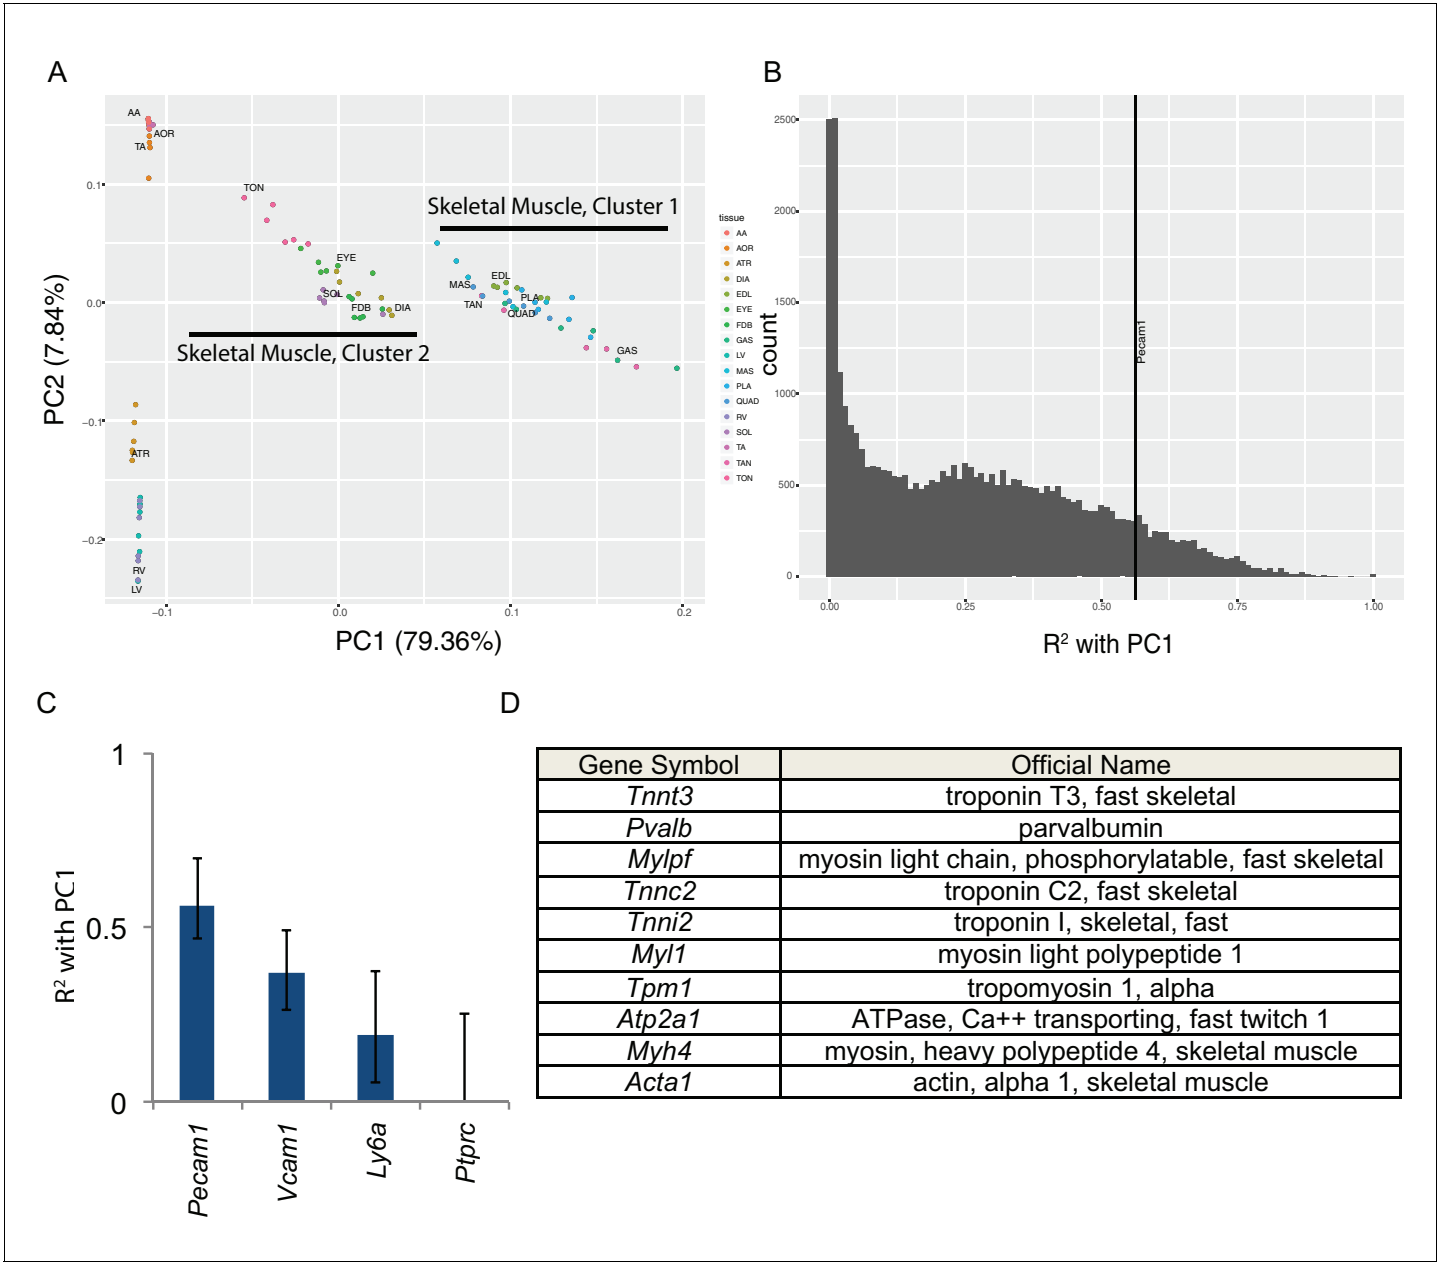 A
B
AA
AOR
TA
TON
Skeletal Muscle, Cluster 1
EYE
SOL
FDB
DIA
MAS
EDL
TAN
PLA
QUAD
GAS
Skeletal Muscle, Cluster 2
ATR
RV
LV
0.1
0.0
−0.1
−0.2
PC2 (7.84%)
−0.1
0.0
0.1
0.2
PC1 (79.36%)
tissue
AA
AOR
ATR
DIA
EDL
EYE
FDB
GAS
LV
MAS
PLA
QUAD
RV
SOL
TA
TAN
TON
2500
2000
1500
1000
500
0
count
Pecam1
0.00
0.25
0.50
0.75
1.00
R² with PC1
C
D
1
0.5
0
R² with PC1
Pecam1
Vcam1
Ly6a
Ptprc
Gene Symbol Official Name
Tnnt3 troponin T3, fast skeletal
Pvalb parvalbumin
Mylpf myosin light chain, phosphorylatable, fast skeletal
Tnnc2 troponin C2, fast skeletal
Tnni2 troponin I, skeletal, fast
Myl1 myosin light polypeptide 1
Tpm1 tropomyosin 1, alpha
Atp2a1 ATPase, Ca++ transporting, fast twitch 1
Myh4 myosin, heavy polypeptide 4, skeletal muscle
Acta1 actin, alpha 1, skeletal muscle